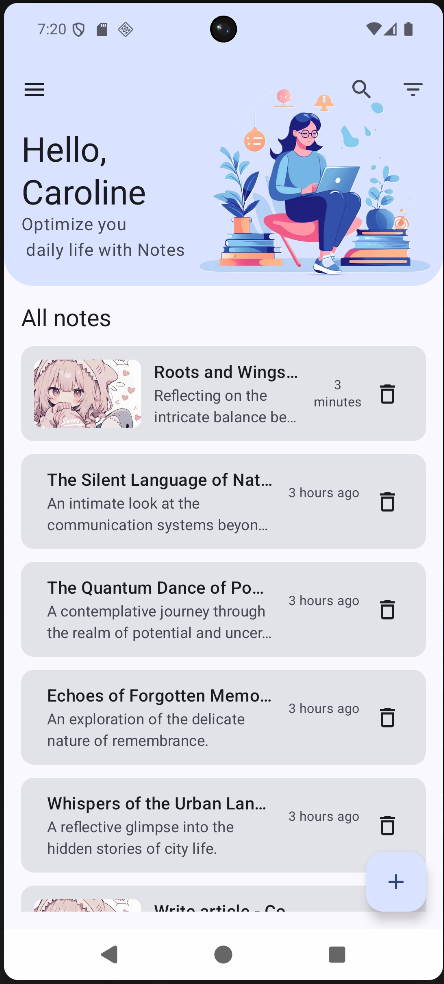 7:20
Hello,
Caroline
Optimize you
daily life with Notes
All notes
Roots and Wings...
Reflecting on the
intricate balance be...
3
minutes
The Silent Language of Nat...
An intimate look at the
communication systems beyon...
3 hours ago
The Quantum Dance of Po...
A contemplative journey through
the realm of potential and uncer...
3 hours ago
Echoes of Forgotten Memo...
An exploration of the delicate
nature of remembrance.
3 hours ago
Whispers of the Urban Lan...
A reflective glimpse into the
hidden stories of city life.
3 hours ago
Write article - Co...